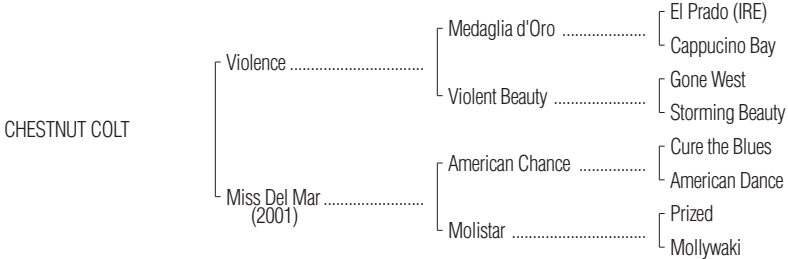 El Prado (IRE)
Medaglia d'Oro ....................
Cappucino Bay
Violence ................................
Gone West
Violent Beauty ......................
Storming Beauty
CHESTNUT COLT
Cure the Blues
American Chance ................
American Dance
Miss Del Mar ........................
(2001)
Prized
Molistar ................................
Mollywaki